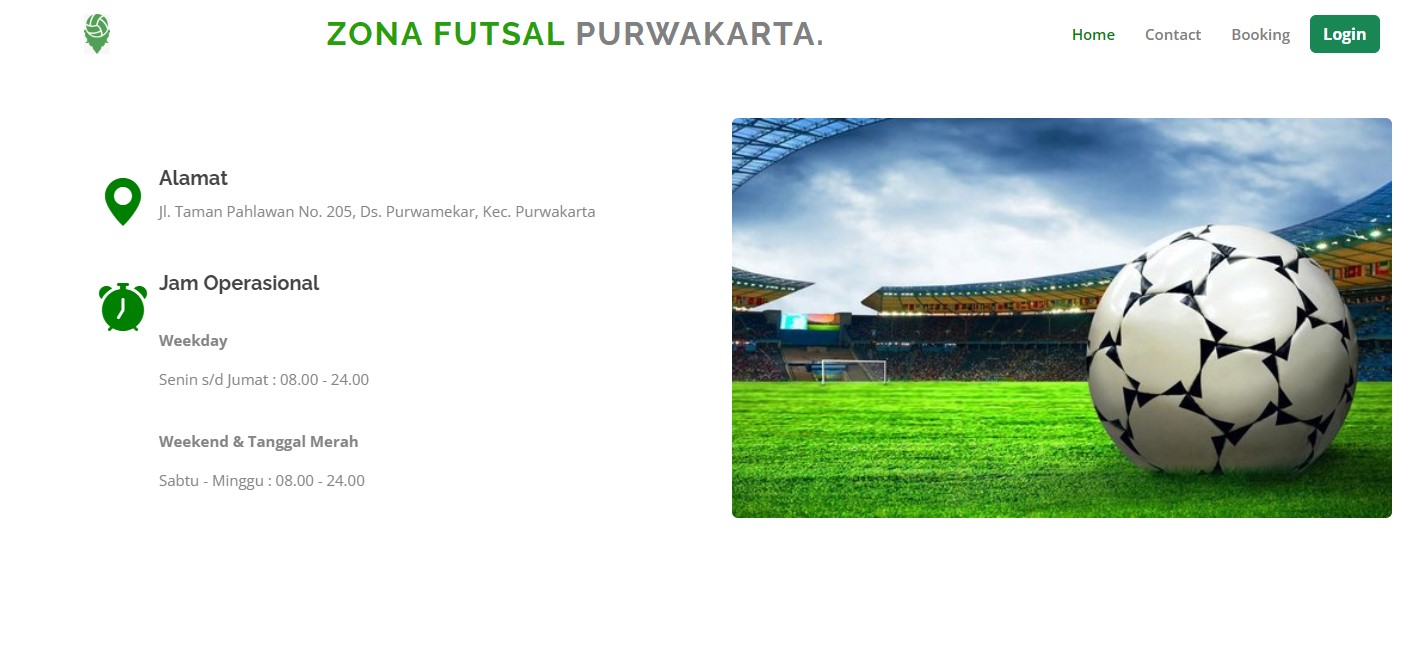 ZONA FUTSAL PURWAKARTA.
Home
Contact
Booking
Login
Alamat
Jl. Taman Pahlawan No. 205, Ds. Purwamekar, Kec. Purwakarta
Jam Operasional
Weekday
Senin s/d Jumat : 08.00 - 24.00
Weekend & Tanggal Merah
Sabtu - Minggu : 08.00 - 24.00